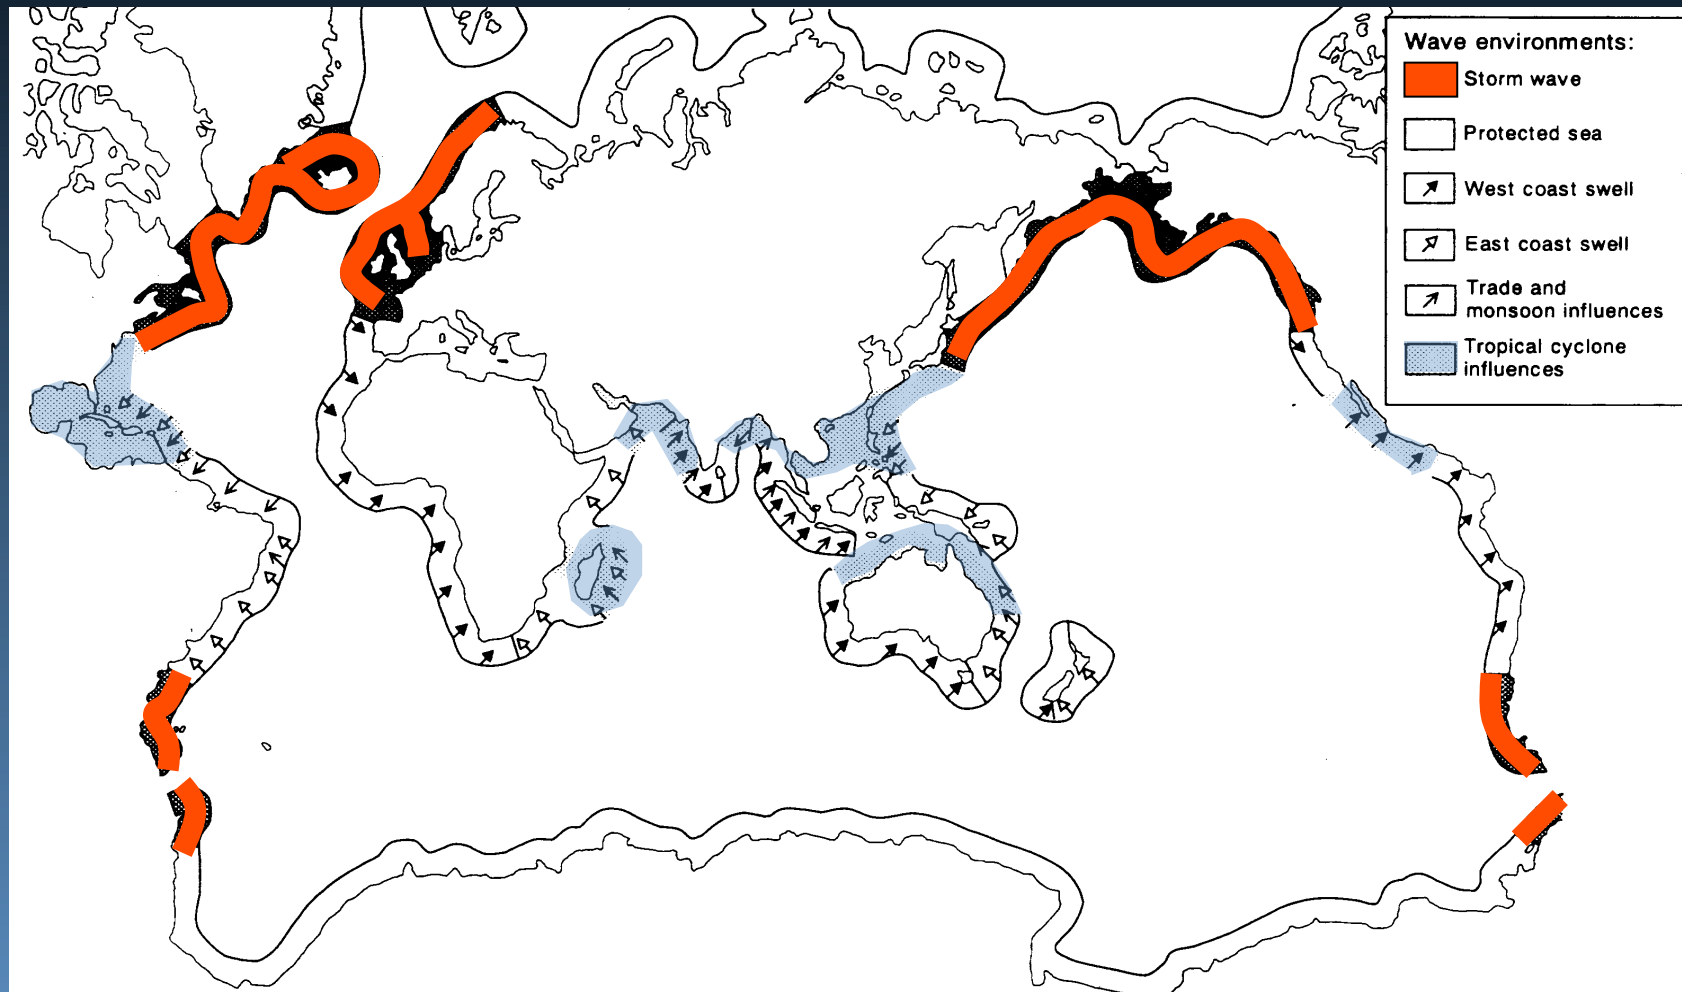 Wave environments:
Storm wave
Protected sea
West coast swell
East coast swell
Trade and
monsoon influences
Tropical cyclone
influences